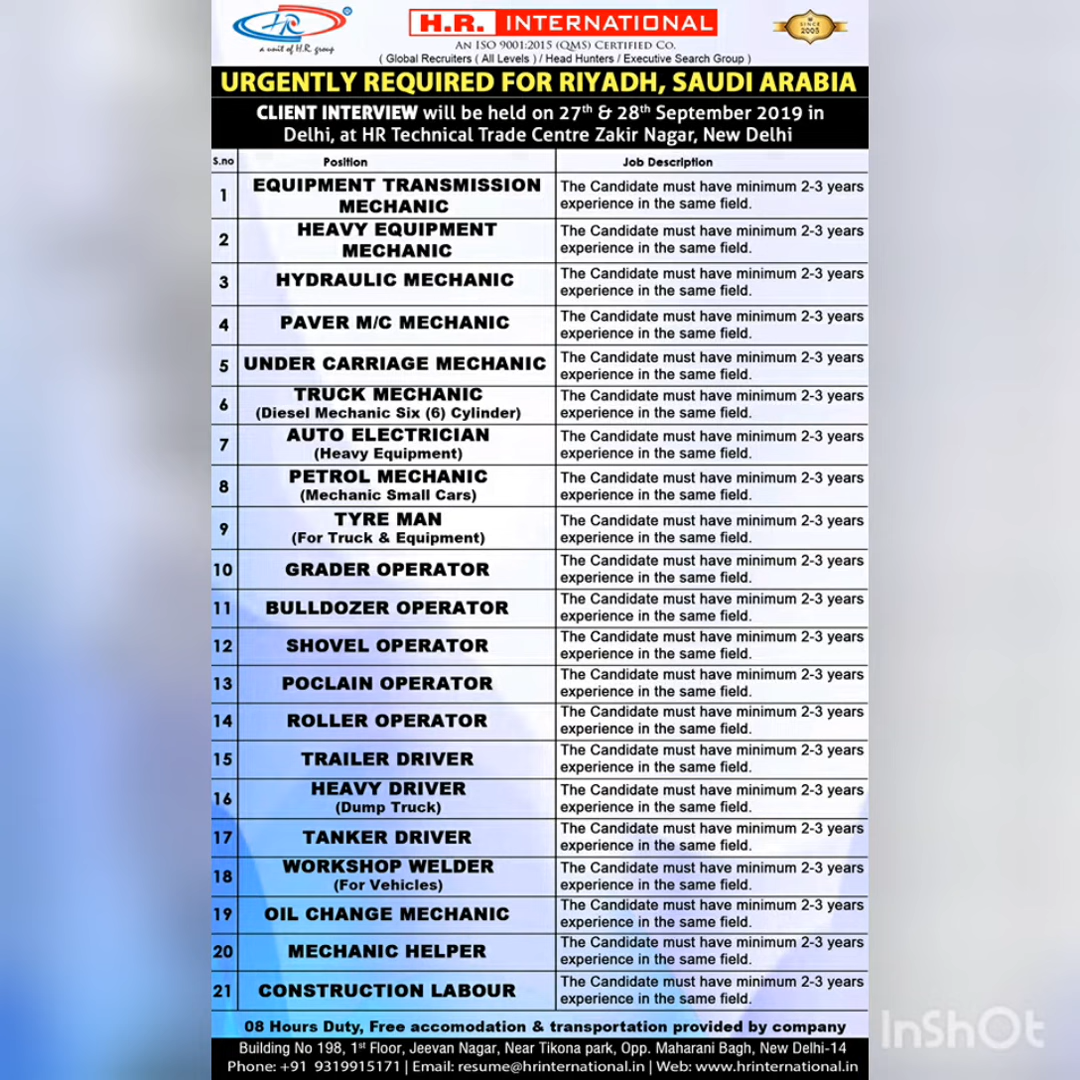 HR
®
a unit of H.R. group
H.R. INTERNATIONAL
AN ISO 9001:2015 (QMS) CERTIFIED CO.
( Global Recruiters ( All Levels ) / Head Hunters / Executive Search Group )
SINCE
2005
URGENTLY REQUIRED FOR RIYADH, SAUDI ARABIA
CLIENT INTERVIEW will be held on 27th & 28th September 2019 in
Delhi, at HR Technical Trade Centre Zakir Nagar, New Delhi
S.no Position Job Description
1 EQUIPMENT TRANSMISSION MECHANIC The Candidate must have minimum 2-3 years
experience in the same field.
2 HEAVY EQUIPMENT MECHANIC The Candidate must have minimum 2-3 years
experience in the same field.
3 HYDRAULIC MECHANIC The Candidate must have minimum 2-3 years
experience in the same field.
4 PAVER M/C MECHANIC The Candidate must have minimum 2-3 years
experience in the same field.
5 UNDER CARRIAGE MECHANIC The Candidate must have minimum 2-3 years
experience in the same field.
6 TRUCK MECHANIC The Candidate must have minimum 2-3 years
(Diesel Mechanic Six (6) Cylinder) experience in the same field.
7 AUTO ELECTRICIAN The Candidate must have minimum 2-3 years
(Heavy Equipment) experience in the same field.
8 PETROL MECHANIC The Candidate must have minimum 2-3 years
(Mechanic Small Cars) experience in the same field.
9 TYRE MAN The Candidate must have minimum 2-3 years
(For Truck & Equipment) experience in the same field.
10 GRADER OPERATOR The Candidate must have minimum 2-3 years
experience in the same field.
11 BULLDOZER OPERATOR The Candidate must have minimum 2-3 years
experience in the same field.
12 SHOVEL OPERATOR The Candidate must have minimum 2-3 years
experience in the same field.
13 POCLAIN OPERATOR The Candidate must have minimum 2-3 years
experience in the same field.
14 ROLLER OPERATOR The Candidate must have minimum 2-3 years
experience in the same field.
15 TRAILER DRIVER The Candidate must have minimum 2-3 years
experience in the same field.
16 HEAVY DRIVER The Candidate must have minimum 2-3 years
(Dump Truck) experience in the same field.
17 TANKER DRIVER The Candidate must have minimum 2-3 years
experience in the same field.
18 WORKSHOP WELDER The Candidate must have minimum 2-3 years
(For Vehicles) experience in the same field.
19 OIL CHANGE MECHANIC The Candidate must have minimum 2-3 years
experience in the same field.
20 MECHANIC HELPER The Candidate must have minimum 2-3 years
experience in the same field.
21 CONSTRUCTION LABOUR The Candidate must have minimum 2-3 years
experience in the same field.
08 Hours Duty, Free accomodation & transportation provided by company
Building No 198, 1st Floor, Jeevan Nagar, Near Tikona park, Opp. Maharani Bagh, New Delhi-14
Phone: +91 9319915171 | Email: resume@hrinternational.in | Web: www.hrinternational.in
InShOt